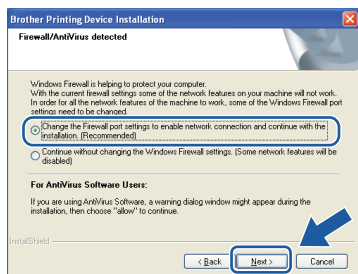 Brother Printing Device Installation
Firewall/AntiVirus detected
Windows Firewall is helping to protect your computer.
With the current firewall settings some of the network features on your machine will not work.
In order for all the network features of the machine to work, some of the Windows Firewall port
settings need to be changed.
Change the Firewall port settings to enable network connection and continue with the
installation. (Recommended)
Continue without changing the Windows Firewall settings. (Some network features will be
disabled)
For AntiVirus Software Users:
If you are using AntiVirus Software, a warning dialog window might appear during the
installation, then choose "allow" to continue.
InstallShield
< Back
Next >
Cancel